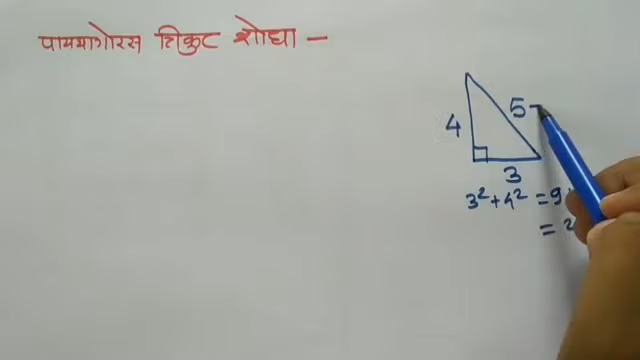 पायथागोरस त्रिकुट शोधा –
4
5
3
3² + 4² = 9
=